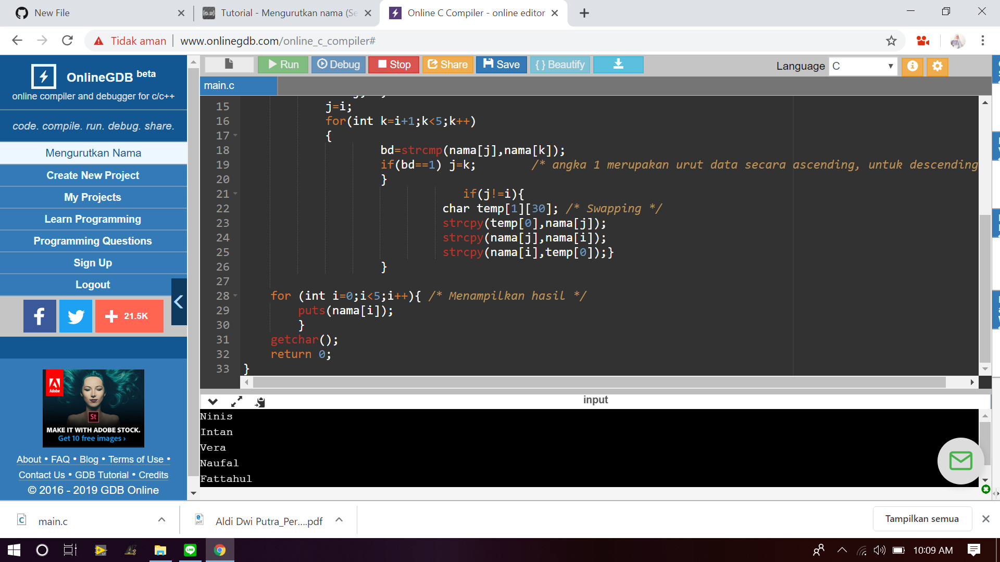 New File
Tutorial - Mengurutkan nama (Se
Online C Compiler - online editor
Tidak aman
www.onlinegdb.com/online_c_compiler#
OnlineGDB beta
online compiler and debugger for c/c++
code. compile. run. debug. share.
Mengurutkan Nama
Create New Project
My Projects
Learn Programming
Programming Questions
Sign Up
Logout
21.5K
Adobe
St
MAKE IT WITH ADOBE STOCK.
Get 10 free images ›
About • FAQ • Blog • Terms of Use •
Contact Us • GDB Tutorial • Credits
© 2016 - 2019 GDB Online
Run
Debug
Stop
Share
Save
{ } Beautify
Language
C
main.c
15 j=i;
16 for(int k=i+1;k<5;k++)
17 {
18 bd=strcmp(nama[j],nama[k]);
19 if(bd==1) j=k; /* angka 1 merupakan urut data secara ascending, untuk descending
20 }
21 if(j!=i){
22 char temp[1][30]; /* Swapping */
23 strcpy(temp[0],nama[j]);
24 strcpy(nama[j],nama[i]);
25 strcpy(nama[i],temp[0]);}
26 }
27
28 for (int i=0;i<5;i++){ /* Menampilkan hasil */
29 puts(nama[i]);
30 }
31 getchar();
32 return 0;
33 }
input
Ninis
Intan
Vera
Naufal
Fattahul
main.c
Aldi Dwi Putra_Per....pdf
Tampilkan semua
10:09 AM